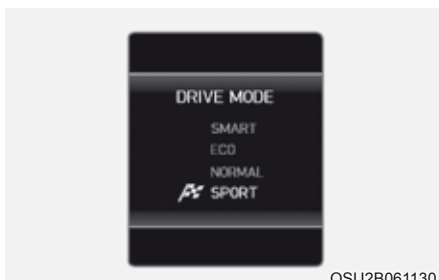 DRIVE MODE
SMART
ECO
NORMAL
SPORT
OSU2B061130